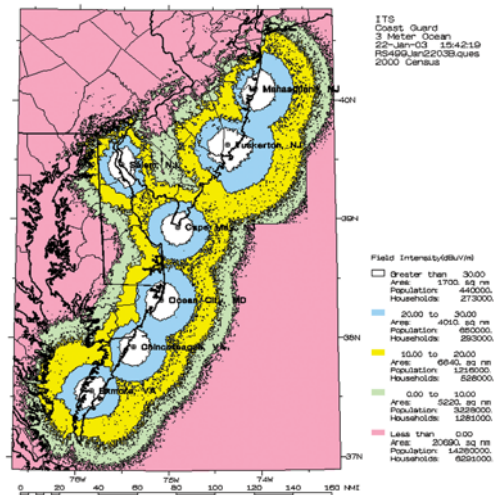 ITS
Coast Guard
3 Meter Ocean
22-Jan-03 15:42:19
RS499Jan2203B.ques
2000 Census
Manasquan, NJ
40N
Tuckerton, NJ
Salem, NJ
39N
Cape May, NJ
Ocean City, MD
38N
Chincoteague, VA
Exmore, VA
37N
76W 75W 74W
0 20 40 60 80 100 120 140 160 NMI
Field Intensity(dBuV/m)
Greater than 30.00
Area: 1700. sq nm
Population: 440000.
Households: 273000.
20.00 to 30.00
Area: 4010. sq nm
Population: 650000.
Households: 293000.
10.00 to 20.00
Area: 6640. sq nm
Population: 1216000.
Households: 528000.
0.00 to 10.00
Area: 5220. sq nm
Population: 3228000.
Households: 1281000.
Less than 0.00
Area: 20690. sq nm
Population: 14280000.
Households: 6291000.